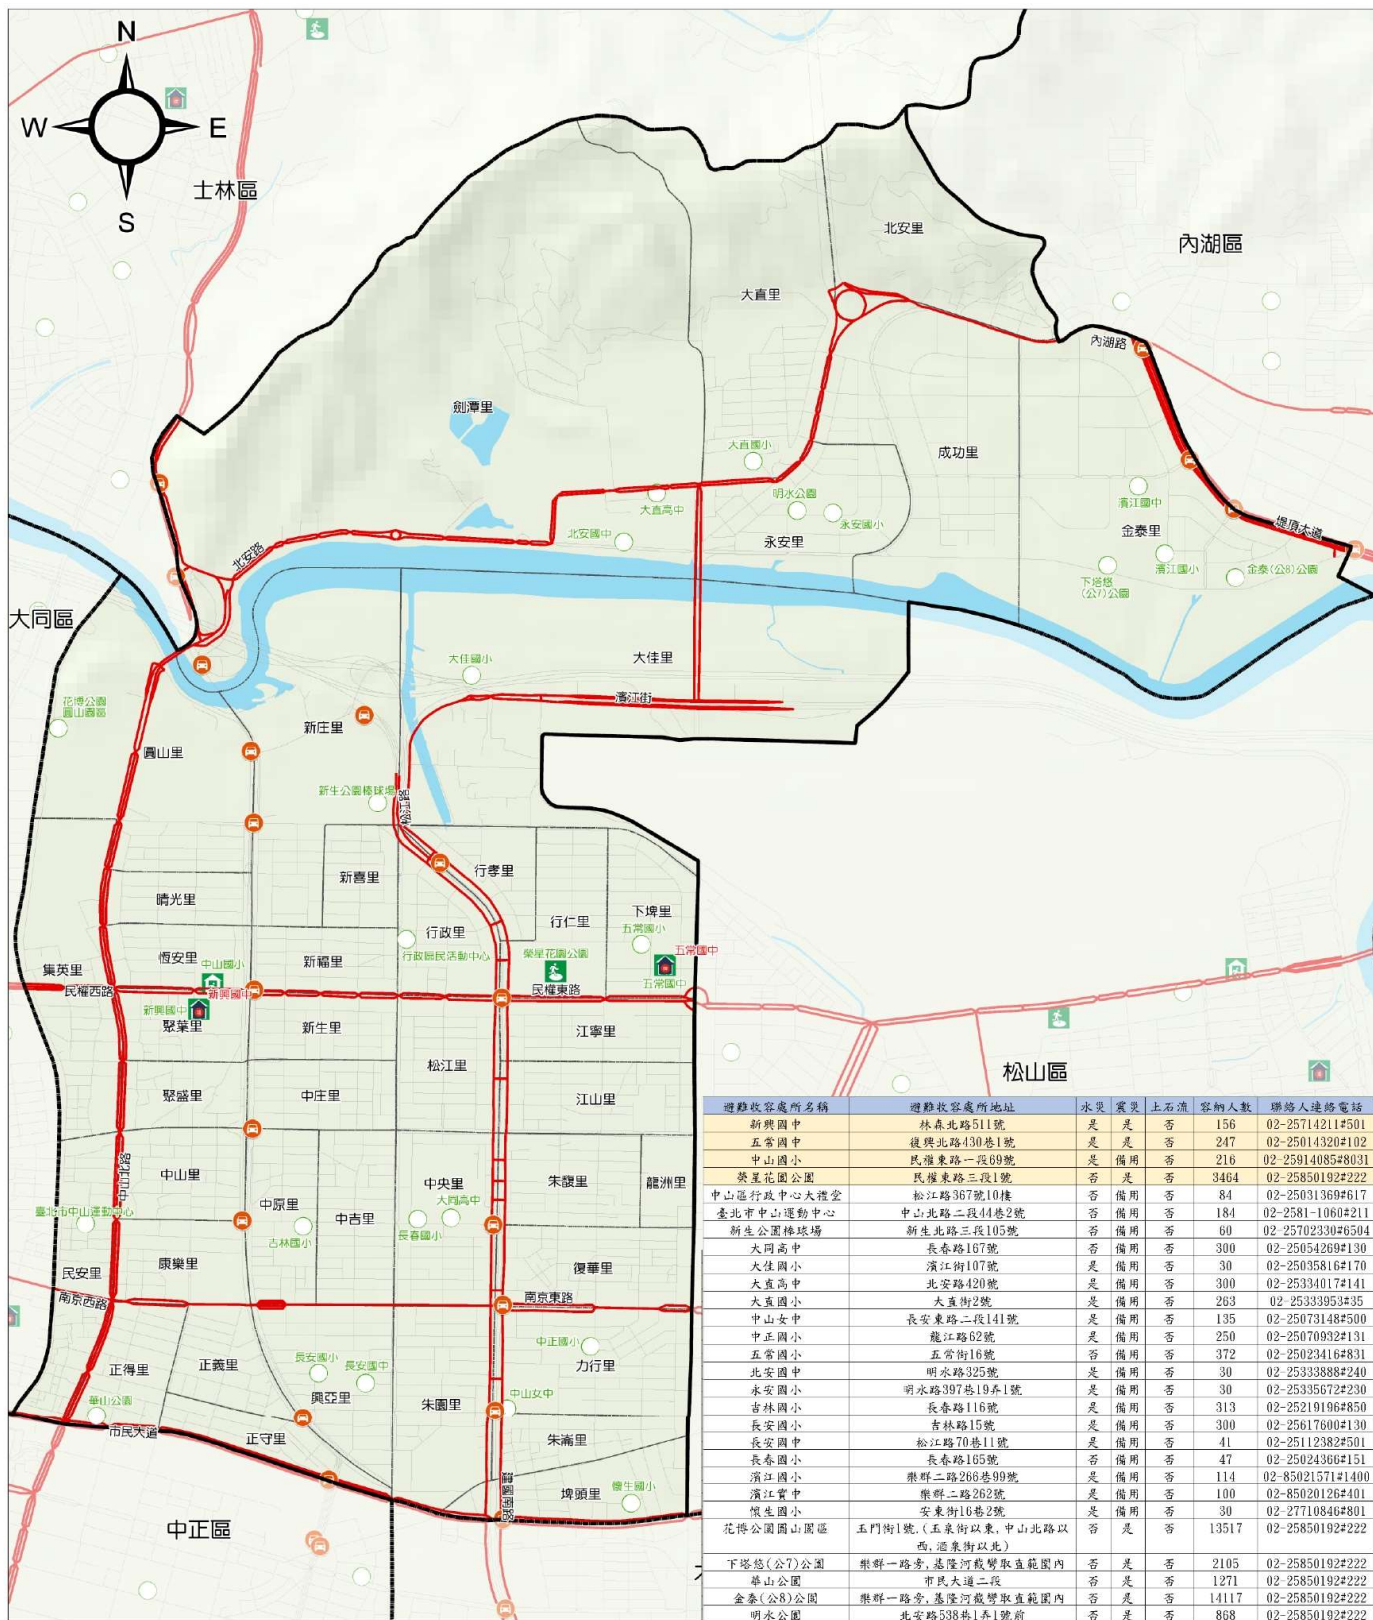 N
W
E
S
士林區
內湖區
北安里
大直里
內湖路
劍潭里
大直國小
成功里
明水公園
大直高中
永安國小
濱江國中
北安國中
永安里
金泰里
堤頂大道
濱江國小
下塔悠
(公7)公園
金泰(公8)公園
北安路
大同區
大佳國小
大佳里
濱江街
花博公園
圓山園區
新庄里
圓山里
新生公園棒球場
松江路
行孝里
新喜里
晴光里
行仁里
下埤里
行政里
五常國小
行政區民活動中心
榮星花園公園
五常國中
五常國中
恆安里
中山國小
新福里
集英里
民權西路
新興國中
民權東路
新興國中
聚葉里
新生里
江寧里
松江里
松山區
聚盛里
中庄里
江山里
中山北路
中山里
中原里
中央里
朱馥里
龍洲里
大同高中
臺北市中山運動中心
中吉里
吉林國小
長春國小
康樂里
復華里
民安里
南京西路
南京東路
中正國小
正得里
正義里
長安國小
長安國中
力行里
興亞里
中山女中
朱園里
華山公園
市民大道
正守里
朱崙里
建國南路
埤頭里
懷生國小
中正區
避難收容處所名稱 避難收容處所地址 水災 震災 土石流 容納人數 聯絡人連絡電話
新興國中 林森北路511號 是 是 否 156 02-25714211#501
五常國中 復興北路430巷1號 是 是 否 247 02-25014320#102
中山國小 民權東路一段69號 是 備用 否 216 02-25914085#8031
榮星花園公園 民權東路三段1號 否 是 否 3464 02-25850192#222
中山區行政中心大禮堂 松江路367號10樓 否 備用 否 84 02-25031369#617
臺北市中山運動中心 中山北路二段44巷2號 否 備用 否 184 02-2581-1060#211
新生公園棒球場 新生北路三段105號 否 備用 否 60 02-25702330#6504
大同高中 長春路167號 否 備用 否 300 02-25054269#130
大佳國小 濱江街107號 是 備用 否 30 02-25035816#170
大直高中 北安路420號 是 備用 否 300 02-25334017#141
大直國小 大直街2號 是 備用 否 263 02-25333953#35
中山女中 長安東路二段141號 是 備用 否 135 02-25073148#500
中正國小 龍江路62號 是 備用 否 250 02-25070932#131
五常國小 五常街16號 否 備用 否 372 02-25023416#831
北安國中 明水路325號 是 備用 否 30 02-25333888#240
永安國小 明水路397巷19弄1號 是 備用 否 30 02-25335672#230
吉林國小 長春路116號 是 備用 否 313 02-25219196#850
長安國小 吉林路15號 是 備用 否 300 02-25617600#130
長安國中 松江路70巷11號 是 備用 否 41 02-25112382#501
長春國小 長春路165號 否 備用 否 47 02-25024366#151
濱江國小 樂群二路266巷99號 是 備用 否 114 02-85021571#1400
濱江實中 樂群二路262號 是 備用 否 100 02-85020126#401
懷生國小 安東街16巷2號 是 備用 否 30 02-27710846#801
花博公園圓山園區 玉門街1號.(玉泉街以東, 中山北路以 否 是 否 13517 02-25850192#222
西, 酒泉街以北)
下塔悠(公7)公園 樂群一路旁, 基隆河截彎取直範圍內 否 是 否 2105 02-25850192#222
華山公園 市民大道二段 否 是 否 1271 02-25850192#222
金泰(公8)公園 樂群一路旁, 基隆河截彎取直範圍內 否 是 否 14117 02-25850192#222
明水公園 北安路538巷1弄1號前 否 是 否 868 02-25850192#222